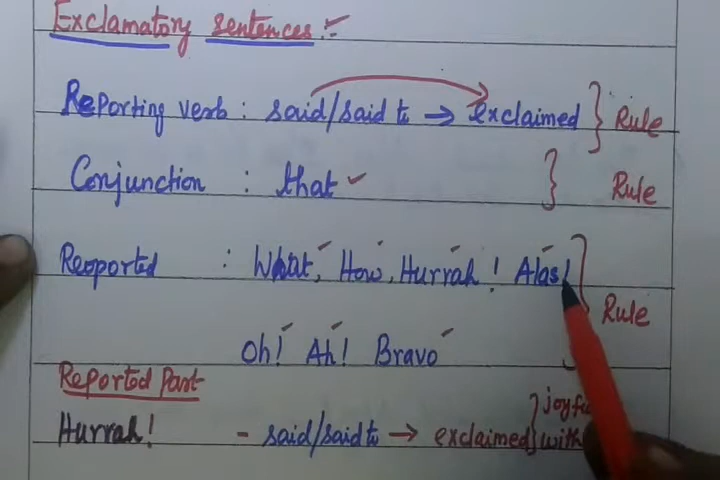 Exclamatory sentences :-
Reporting verb : said/said to → exclaimed } Rule
Conjunction : that ✓ } Rule
Reoported : What, How, Hurrah ! Alas! } Rule
Oh! Ah! Bravo
Reported Part
Hurrah! - said/said to → exclaimed } with